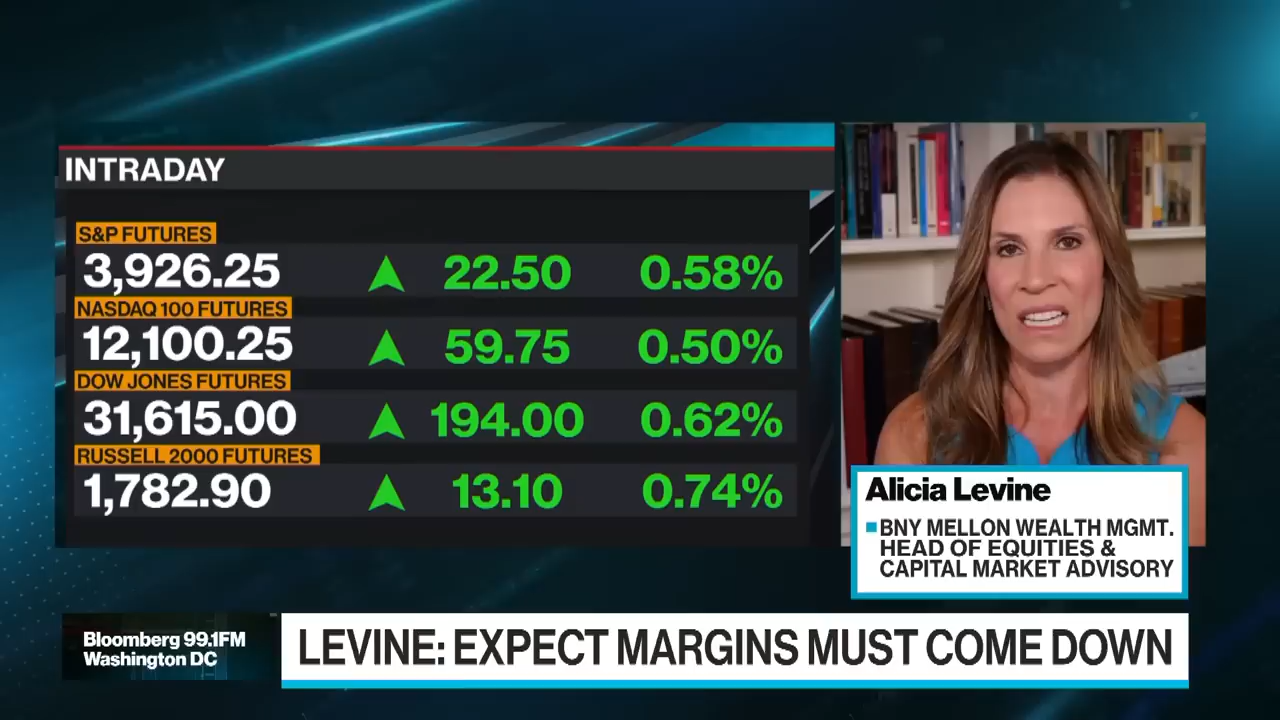 INTRADAY
S&P FUTURES
3,926.25 22.50 0.58%
NASDAQ 100 FUTURES
12,100.25 59.75 0.50%
DOW JONES FUTURES
31,615.00 194.00 0.62%
RUSSELL 2000 FUTURES
1,782.90 13.10 0.74%
Alicia Levine
BNY MELLON WEALTH MGMT.
HEAD OF EQUITIES &
CAPITAL MARKET ADVISORY
Bloomberg 99.1FM
Washington DC
LEVINE: EXPECT MARGINS MUST COME DOWN